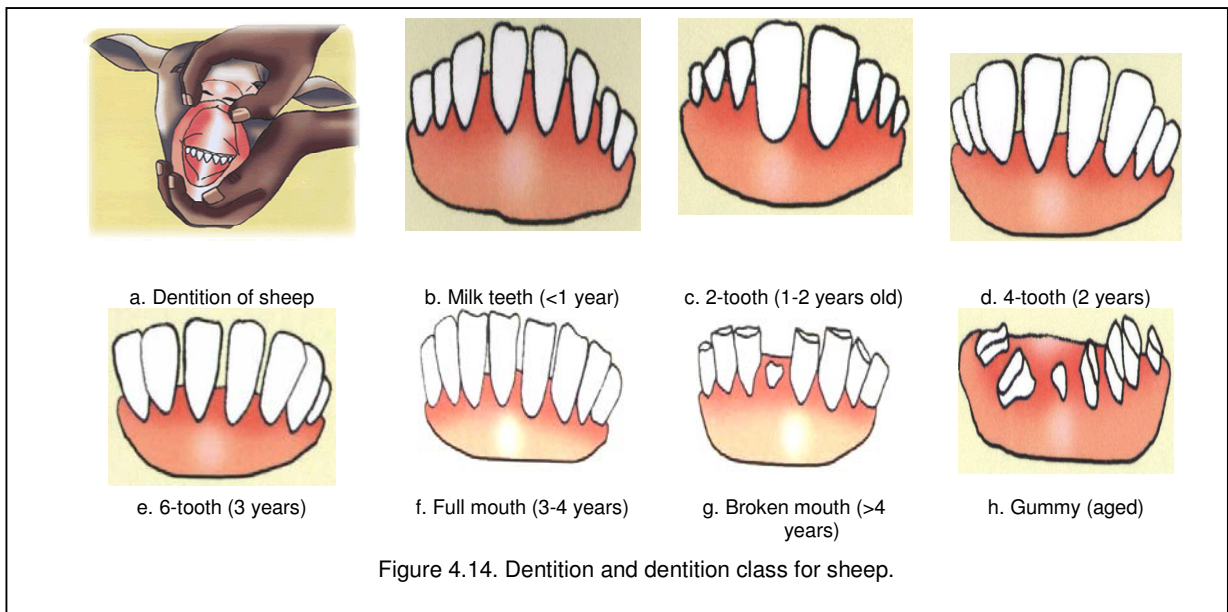 a. Dentition of sheep
b. Milk teeth (<1 year)
c. 2-tooth (1-2 years old)
d. 4-tooth (2 years)
e. 6-tooth (3 years)
f. Full mouth (3-4 years)
g. Broken mouth (>4
years)
h. Gummy (aged)
Figure 4.14. Dentition and dentition class for sheep.